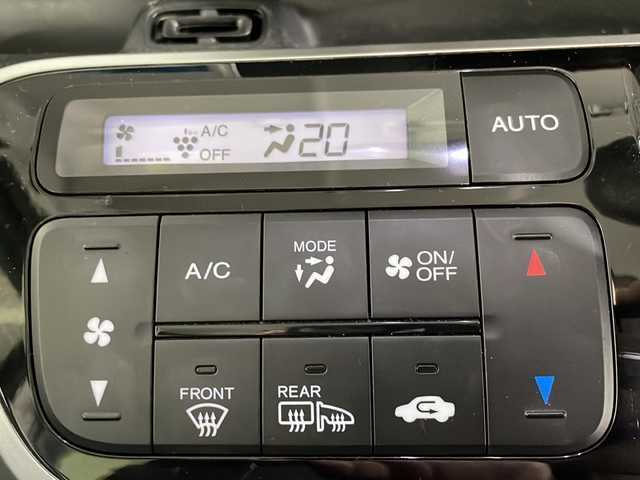 A/C
OFF
20
AUTO
A/C
MODE
ON/
OFF
FRONT
REAR